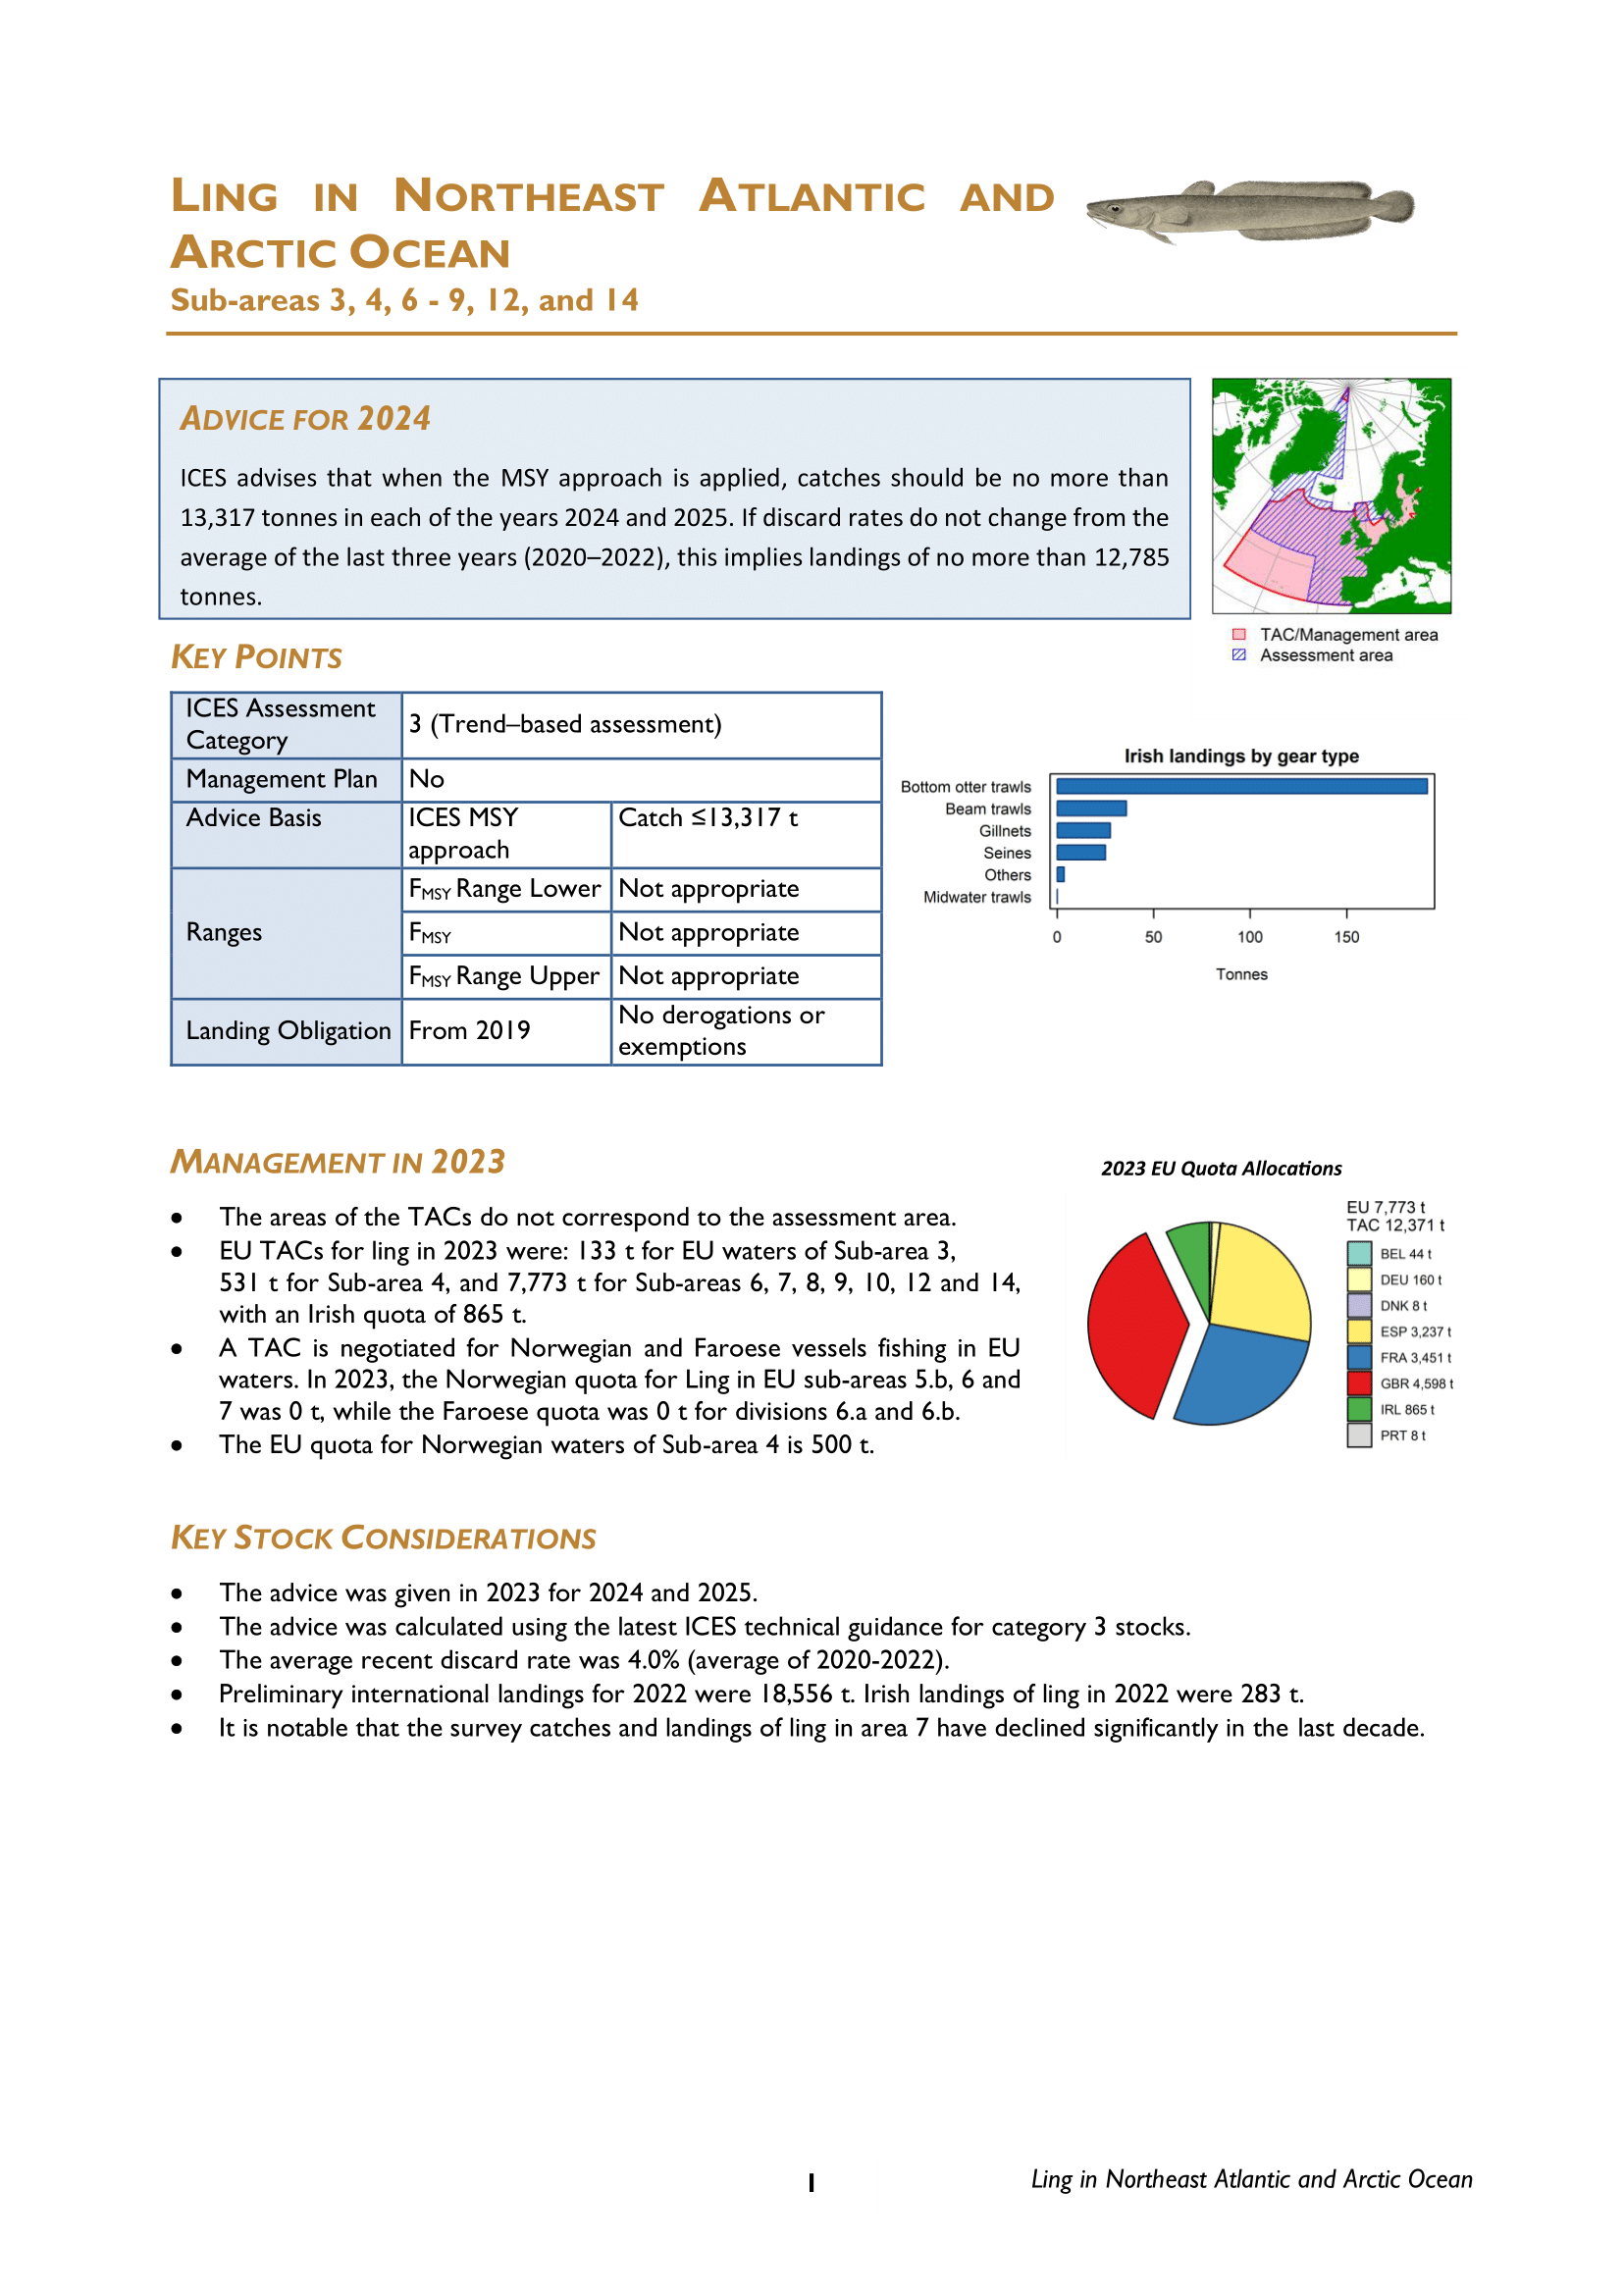 LING IN NORTHEAST ATLANTIC AND
ARCTIC OCEAN
Sub-areas 3, 4, 6 - 9, 12, and 14
ADVICE FOR 2024
ICES advises that when the MSY approach is applied, catches should be no more than
13,317 tonnes in each of the years 2024 and 2025. If discard rates do not change from the
average of the last three years (2020–2022), this implies landings of no more than 12,785
tonnes.
TAC/Management area
Assessment area
KEY POINTS
ICES Assessment
Category
3 (Trend–based assessment)
Management Plan
No
Advice Basis
ICES MSY
approach
Catch ≤13,317 t
Ranges
FMSY Range Lower
Not appropriate
FMSY
Not appropriate
FMSY Range Upper
Not appropriate
Landing Obligation
From 2019
No derogations or
exemptions
Irish landings by gear type
Bottom otter trawls
Beam trawls
Gillnets
Seines
Others
Midwater trawls
0 50 100 150
Tonnes
MANAGEMENT IN 2023
• The areas of the TACs do not correspond to the assessment area.
• EU TACs for ling in 2023 were: 133 t for EU waters of Sub-area 3,
531 t for Sub-area 4, and 7,773 t for Sub-areas 6, 7, 8, 9, 10, 12 and 14,
with an Irish quota of 865 t.
• A TAC is negotiated for Norwegian and Faroese vessels fishing in EU
waters. In 2023, the Norwegian quota for Ling in EU sub-areas 5.b, 6 and
7 was 0 t, while the Faroese quota was 0 t for divisions 6.a and 6.b.
• The EU quota for Norwegian waters of Sub-area 4 is 500 t.
2023 EU Quota Allocations
EU 7,773 t
TAC 12,371 t
BEL 44 t
DEU 160 t
DNK 8 t
ESP 3,237 t
FRA 3,451 t
GBR 4,598 t
IRL 865 t
PRT 8 t
KEY STOCK CONSIDERATIONS
• The advice was given in 2023 for 2024 and 2025.
• The advice was calculated using the latest ICES technical guidance for category 3 stocks.
• The average recent discard rate was 4.0% (average of 2020-2022).
• Preliminary international landings for 2022 were 18,556 t. Irish landings of ling in 2022 were 283 t.
• It is notable that the survey catches and landings of ling in area 7 have declined significantly in the last decade.
1
Ling in Northeast Atlantic and Arctic Ocean